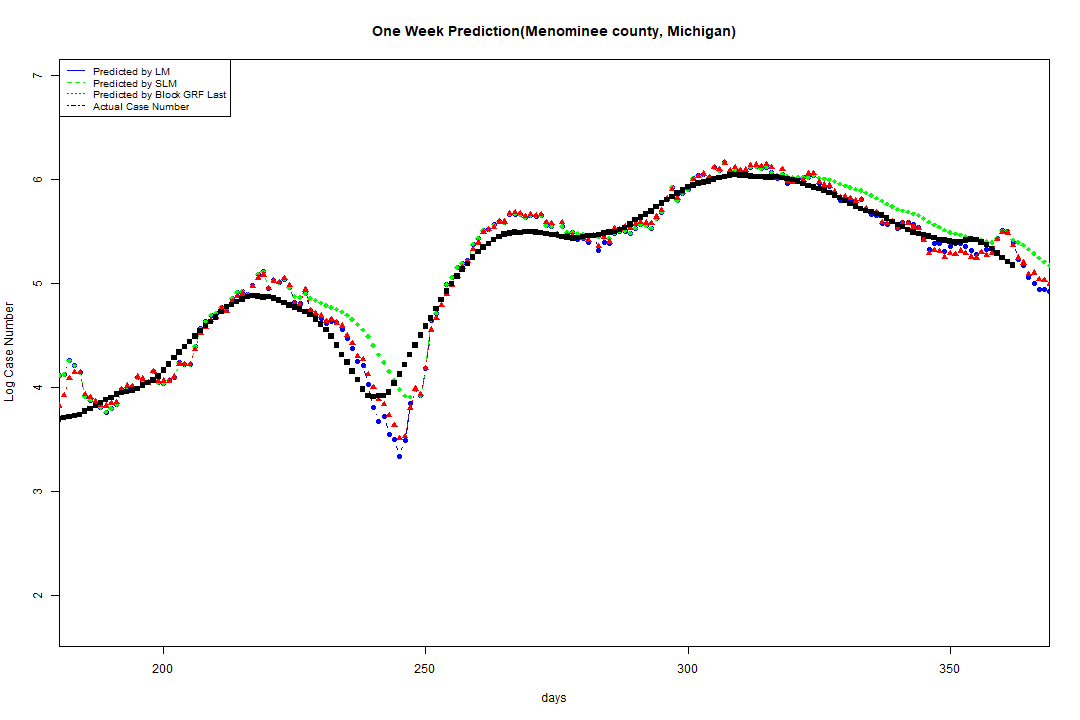 One Week Prediction(Menominee county, Michigan)
Predicted by LM
Predicted by SLM
Predicted by Block GRF Last
Actual Case Number
7
6
5
4
3
2
Log Case Number
200 250 300 350
days